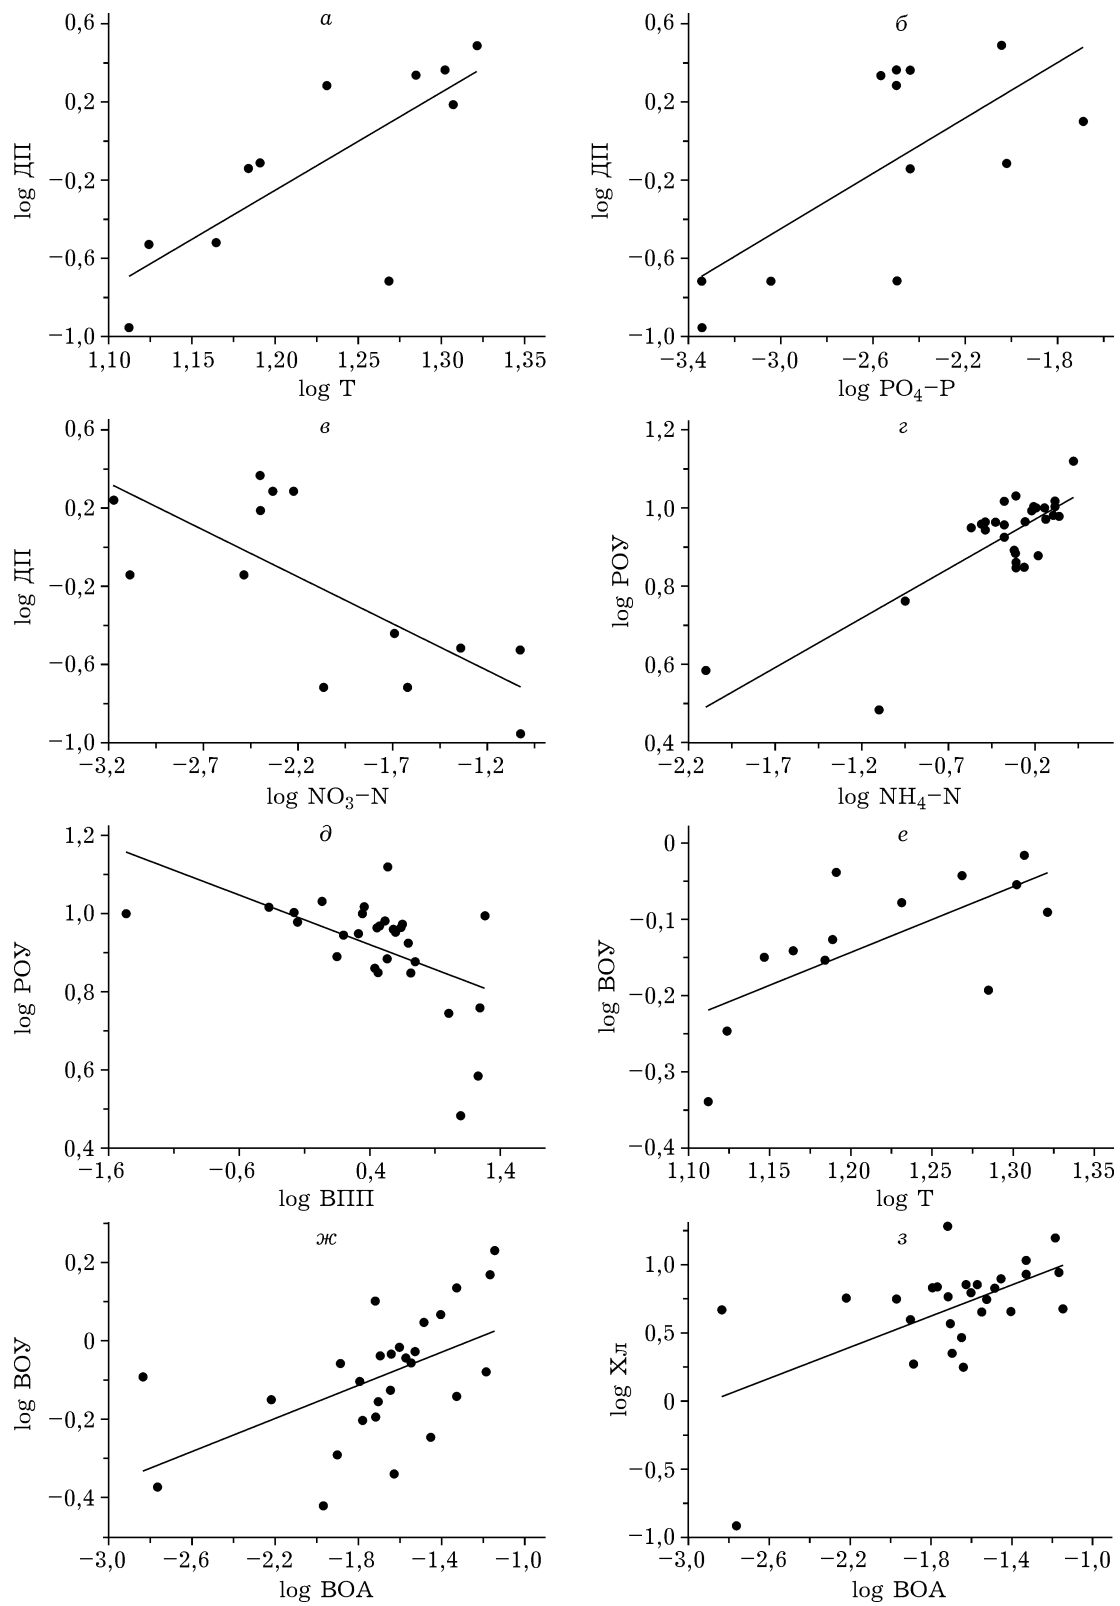 а
0,6
0,2
−0,2
−0,6
−1,0
log ДП
1,10 1,15 1,20 1,25 1,30 1,35
log T
б
0,6
0,2
−0,2
−0,6
−1,0
log ДП
−3,4 −3,0 −2,6 −2,2 −1,8
log PO₄−P
в
0,6
0,2
−0,2
−0,6
−1,0
log ДП
−3,2 −2,7 −2,2 −1,7 −1,2
log NO₃−N
г
1,2
1,0
0,8
0,6
0,4
log РОУ
−2,2 −1,7 −1,2 −0,7 −0,2
log NH₄−N
д
1,2
1,0
0,8
0,6
0,4
log РОУ
−1,6 −0,6 0,4 1,4
log ВПП
е
0
−0,1
−0,2
−0,3
−0,4
log ВОУ
1,10 1,15 1,20 1,25 1,30 1,35
log T
ж
0,2
0
−0,2
−0,4
log ВОУ
−3,0 −2,6 −2,2 −1,8 −1,4 −1,0
log ВОА
з
1,0
0,5
0
−0,5
−1,0
log Хл
−3,0 −2,6 −2,2 −1,8 −1,4 −1,0
log ВОА